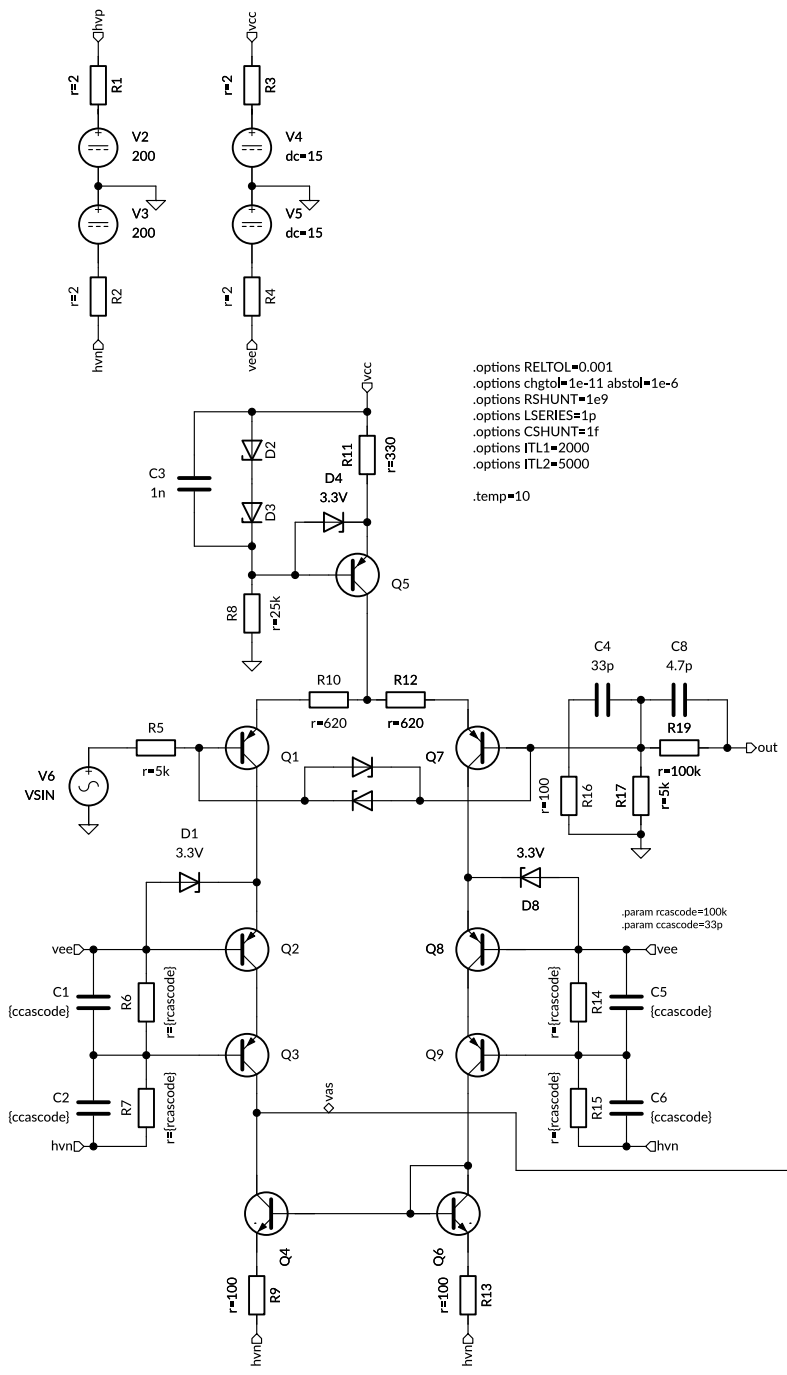 hvp
vcc
r=2
R1
r=2
R3
V2
200
V4
dc=15
V3
200
V5
dc=15
r=2
R2
r=2
R4
hvn
vee
.options RELTOL=0.001
.options chgtol=1e-11 abstol=1e-6
.options RSHUNT=1e9
.options LSERIES=1p
.options CSHUNT=1f
.options ITL1=2000
.options ITL2=5000
.temp=10
vcc
D2
R11
r=330
C3
1n
D4
3.3V
D3
Q5
R8
r=25k
R10
r=620
R12
r=620
C4
33p
C8
4.7p
R5
r=5k
Q1
Q7
R19
r=100k
out
V6
VSIN
r=100
R16
R17
r=5k
D1
3.3V
3.3V
D8
.param rcascode=100k
.param ccascode=33p
vee
Q2
Q8
vee
C1
{ccascode}
R6
r={rcascode}
r={rcascode}
R14
C5
{ccascode}
Q3
Q9
C2
{ccascode}
R7
r={rcascode}
vas
r={rcascode}
R15
C6
{ccascode}
hvn
hvn
Q4
Q6
r=100
R9
r=100
R13
hvn
hvn